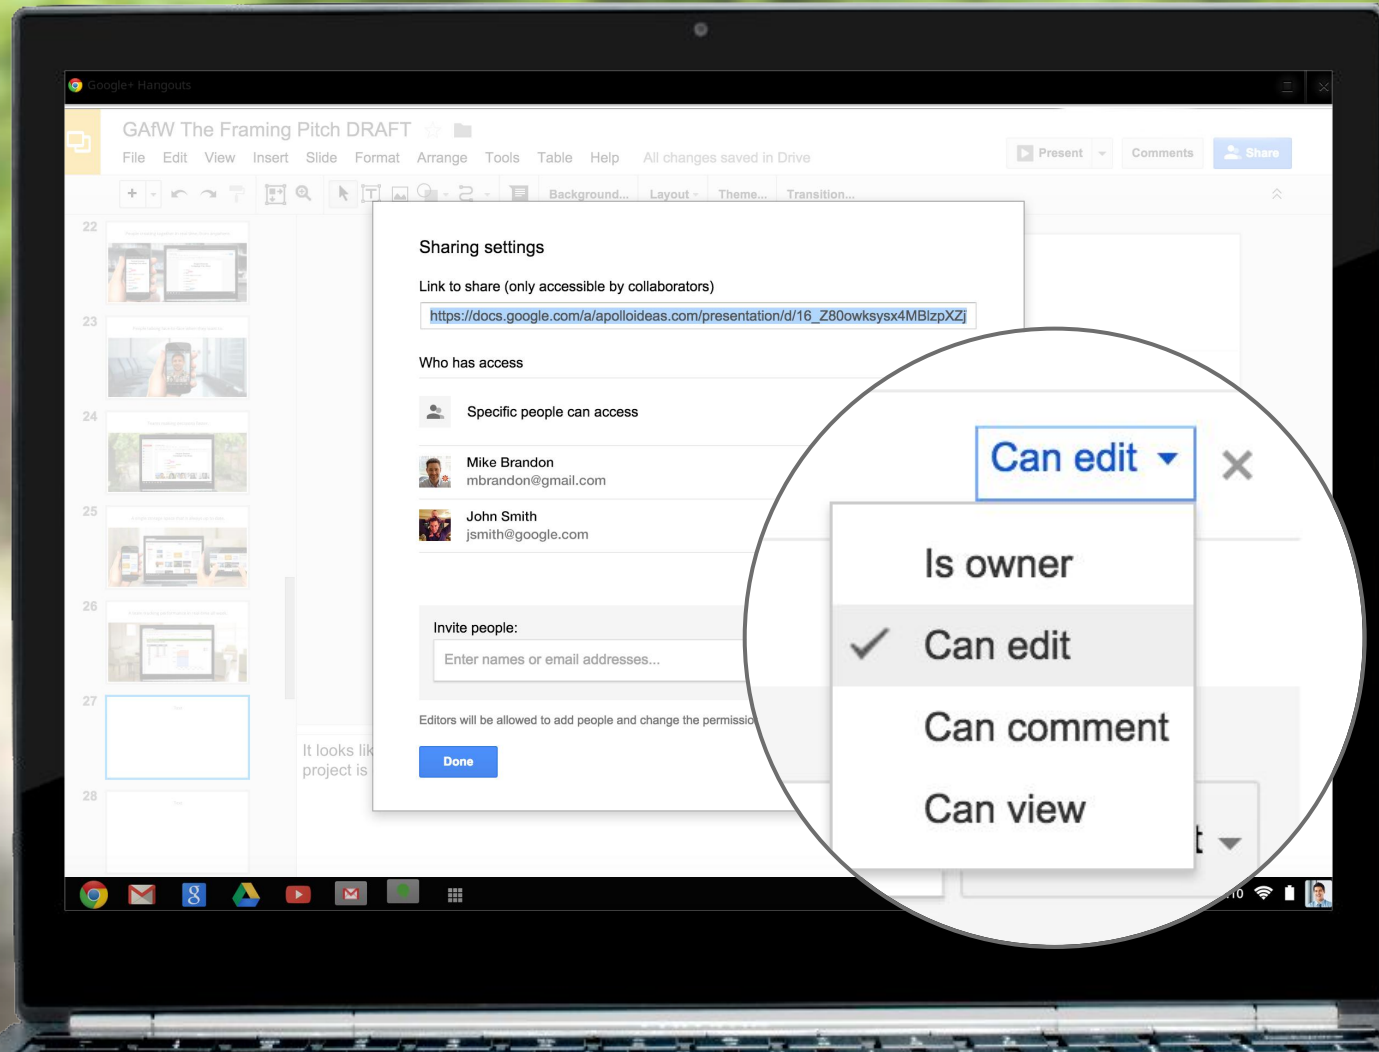 Google+ Hangouts
GAfW The Framing Pitch DRAFT
File Edit View Insert Slide Format Arrange Tools Table Help All changes saved in Drive
Present Comments Share
Background... Layout Theme... Transition...
22
23
24
25
26
27
28
Sharing settings
Link to share (only accessible by collaborators)
https://docs.google.com/a/apolloideas.com/presentation/d/16_Z80owksysx4MBlzpXZj
Who has access
Specific people can access
Mike Brandon
mbrandon@gmail.com
John Smith
jsmith@google.com
Invite people:
Enter names or email addresses...
Editors will be allowed to add people and change the permissio
Done
It looks lik
project is
Can edit
Is owner
Can edit
Can comment
Can view